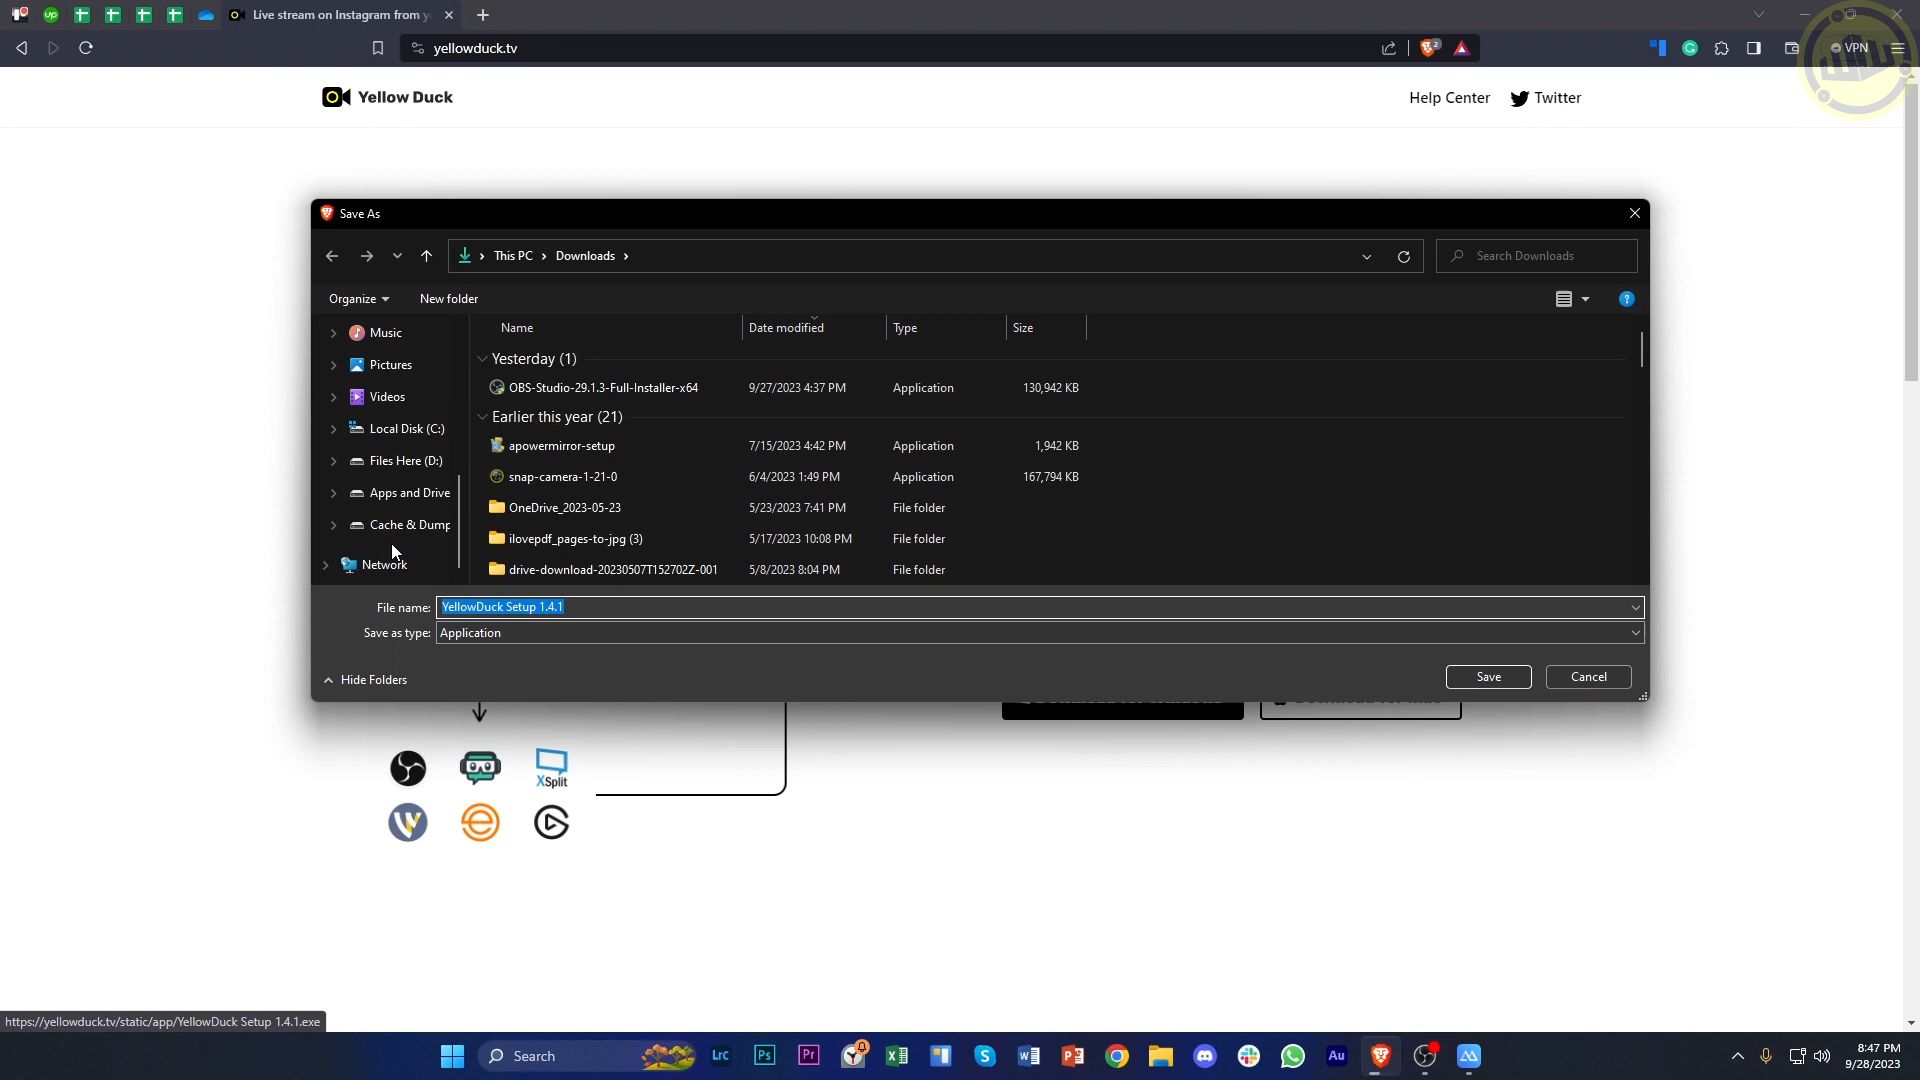 Live stream on Instagram from y
yellowduck.tv
2
VPN
Yellow Duck
Help Center
Twitter
Save As
This PC
Downloads
Search Downloads
Organize
New folder
Name
Date modified
Type
Size
Music
Pictures
Videos
Local Disk (C:)
Files Here (D:)
Apps and Drive
Cache & Dump
Network
Yesterday (1)
OBS-Studio-29.1.3-Full-Installer-x64 9/27/2023 4:37 PM Application 130,942 KB
Earlier this year (21)
apowermirror-setup 7/15/2023 4:42 PM Application 1,942 KB
snap-camera-1-21-0 6/4/2023 1:49 PM Application 167,794 KB
OneDrive_2023-05-23 5/23/2023 7:41 PM File folder
ilovepdf_pages-to-jpg (3) 5/17/2023 10:08 PM File folder
drive-download-20230507T152702Z-001 5/8/2023 8:04 PM File folder
File name: YellowDuck Setup 1.4.1
Save as type: Application
Hide Folders
Save
Cancel
XSplit
https://yellowduck.tv/static/app/YellowDuck Setup 1.4.1.exe
Search
LrC
Ps
Pr
Au
8:47 PM
9/28/2023